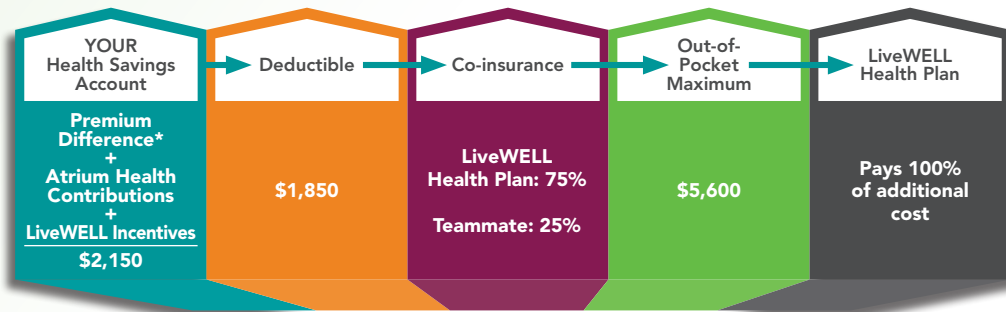 YOUR
Health Savings
Account
Deductible
Co-insurance
Out-of-
Pocket
Maximum
LiveWELL
Health Plan
Premium
Difference*
+
Atrium Health
Contributions
+
LiveWELL Incentives
$2,150
$1,850
LiveWELL
Health Plan: 75%
Teammate: 25%
$5,600
Pays 100%
of additional
cost